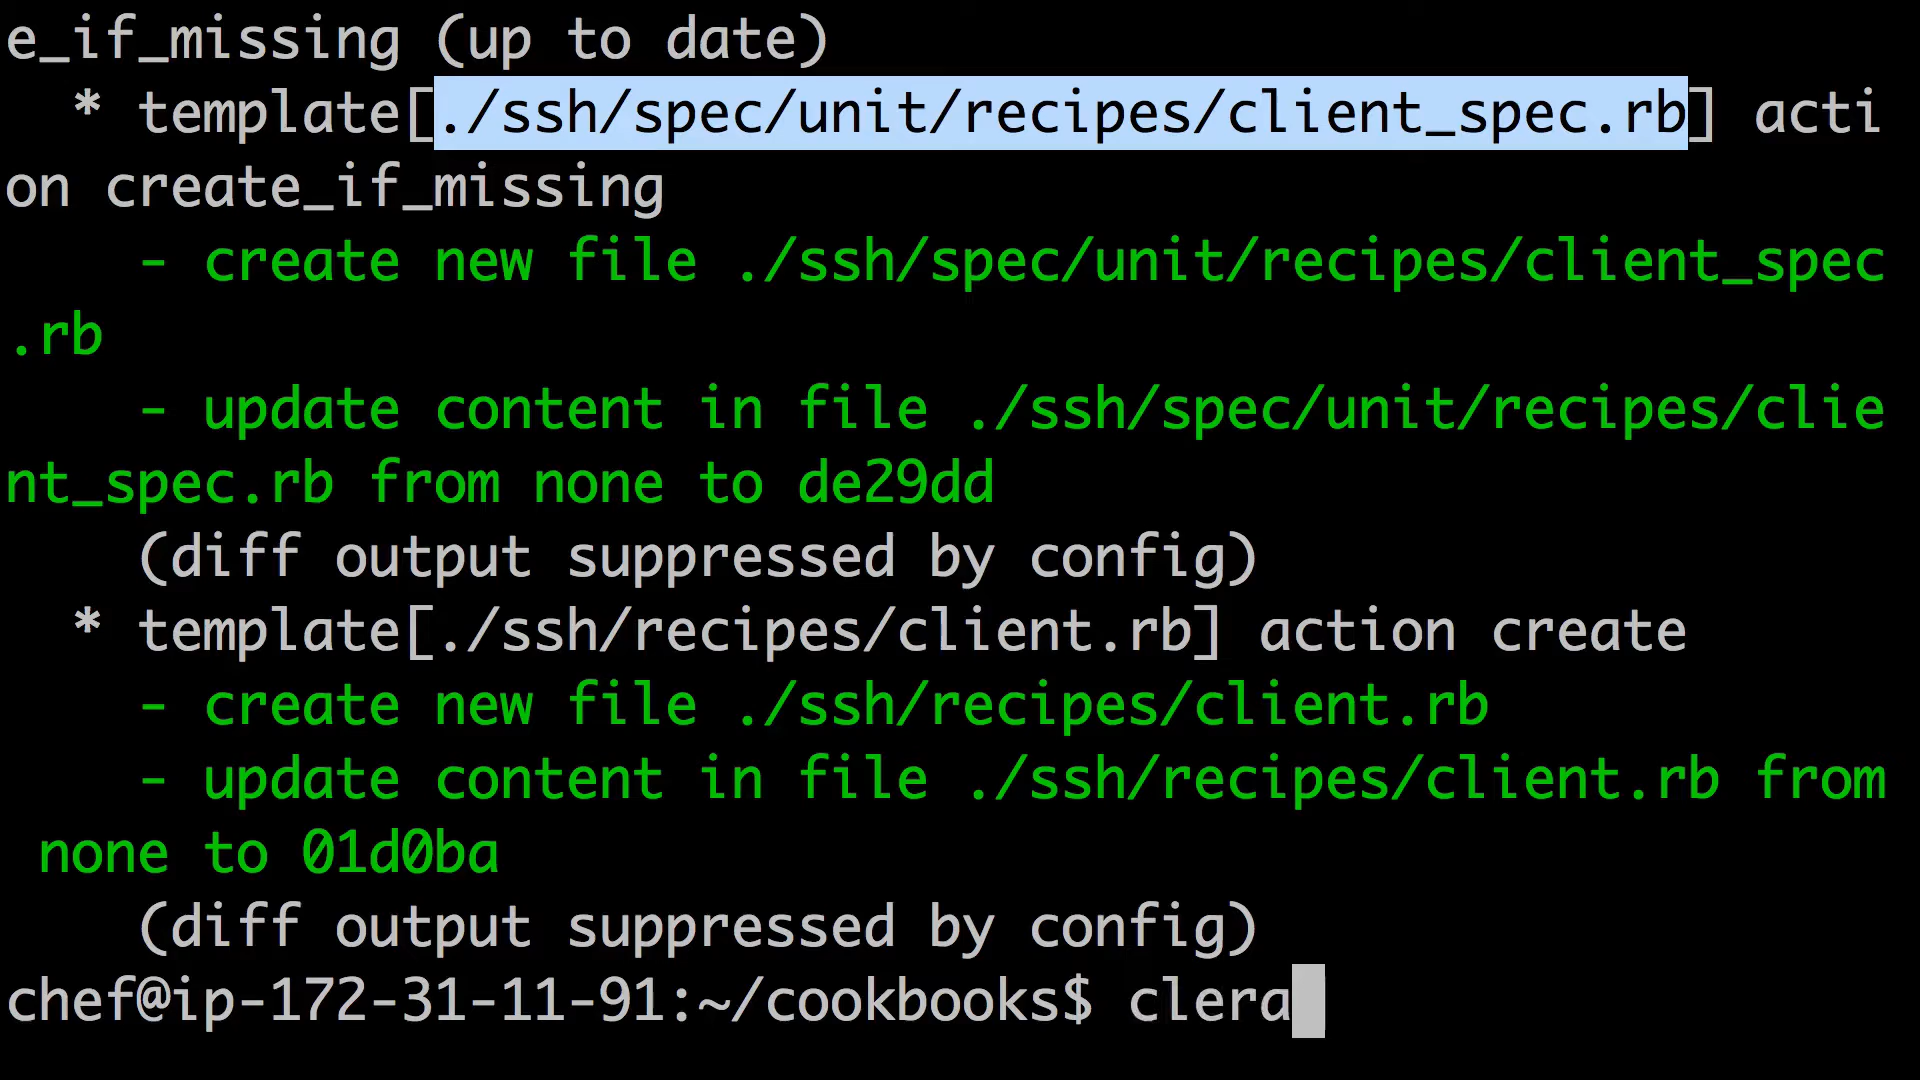 e_if_missing (up to date)
  * template[./ssh/spec/unit/recipes/client_spec.rb] acti
on create_if_missing
    - create new file ./ssh/spec/unit/recipes/client_spec
.rb
    - update content in file ./ssh/spec/unit/recipes/clie
nt_spec.rb from none to de29dd
    (diff output suppressed by config)
  * template[./ssh/recipes/client.rb] action create
    - create new file ./ssh/recipes/client.rb
    - update content in file ./ssh/recipes/client.rb from
 none to 01d0ba
    (diff output suppressed by config)
chef@ip-172-31-11-91:~/cookbooks$ clera